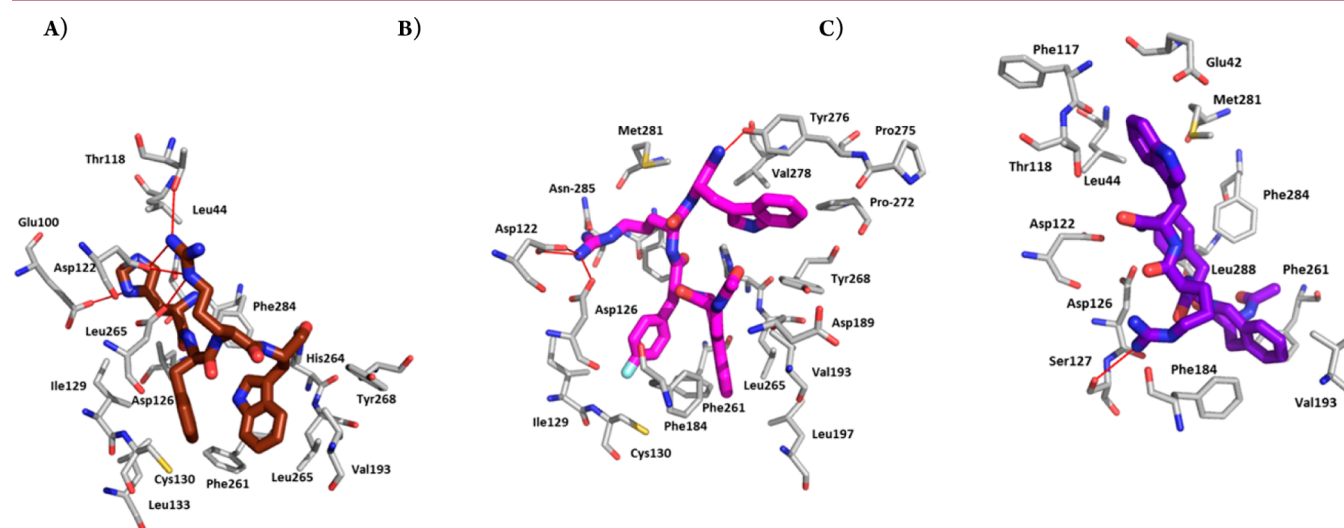 A)
B)
C)
Thr118
Leu44
Glu100
Asp122
Phe284
Leu265
His264
Ile129
Asp126
Tyr268
Cys130
Phe261
Leu265
Val193
Leu133
Met281
Tyr276
Pro275
Val278
Asn-285
Pro-272
Asp122
Tyr268
Asp126
Asp189
Val193
Leu265
Phe261
Ile129
Phe184
Leu197
Cys130
Phe117
Glu42
Met281
Thr118
Leu44
Phe284
Asp122
Leu288
Phe261
Asp126
Ser127
Phe184
Val193